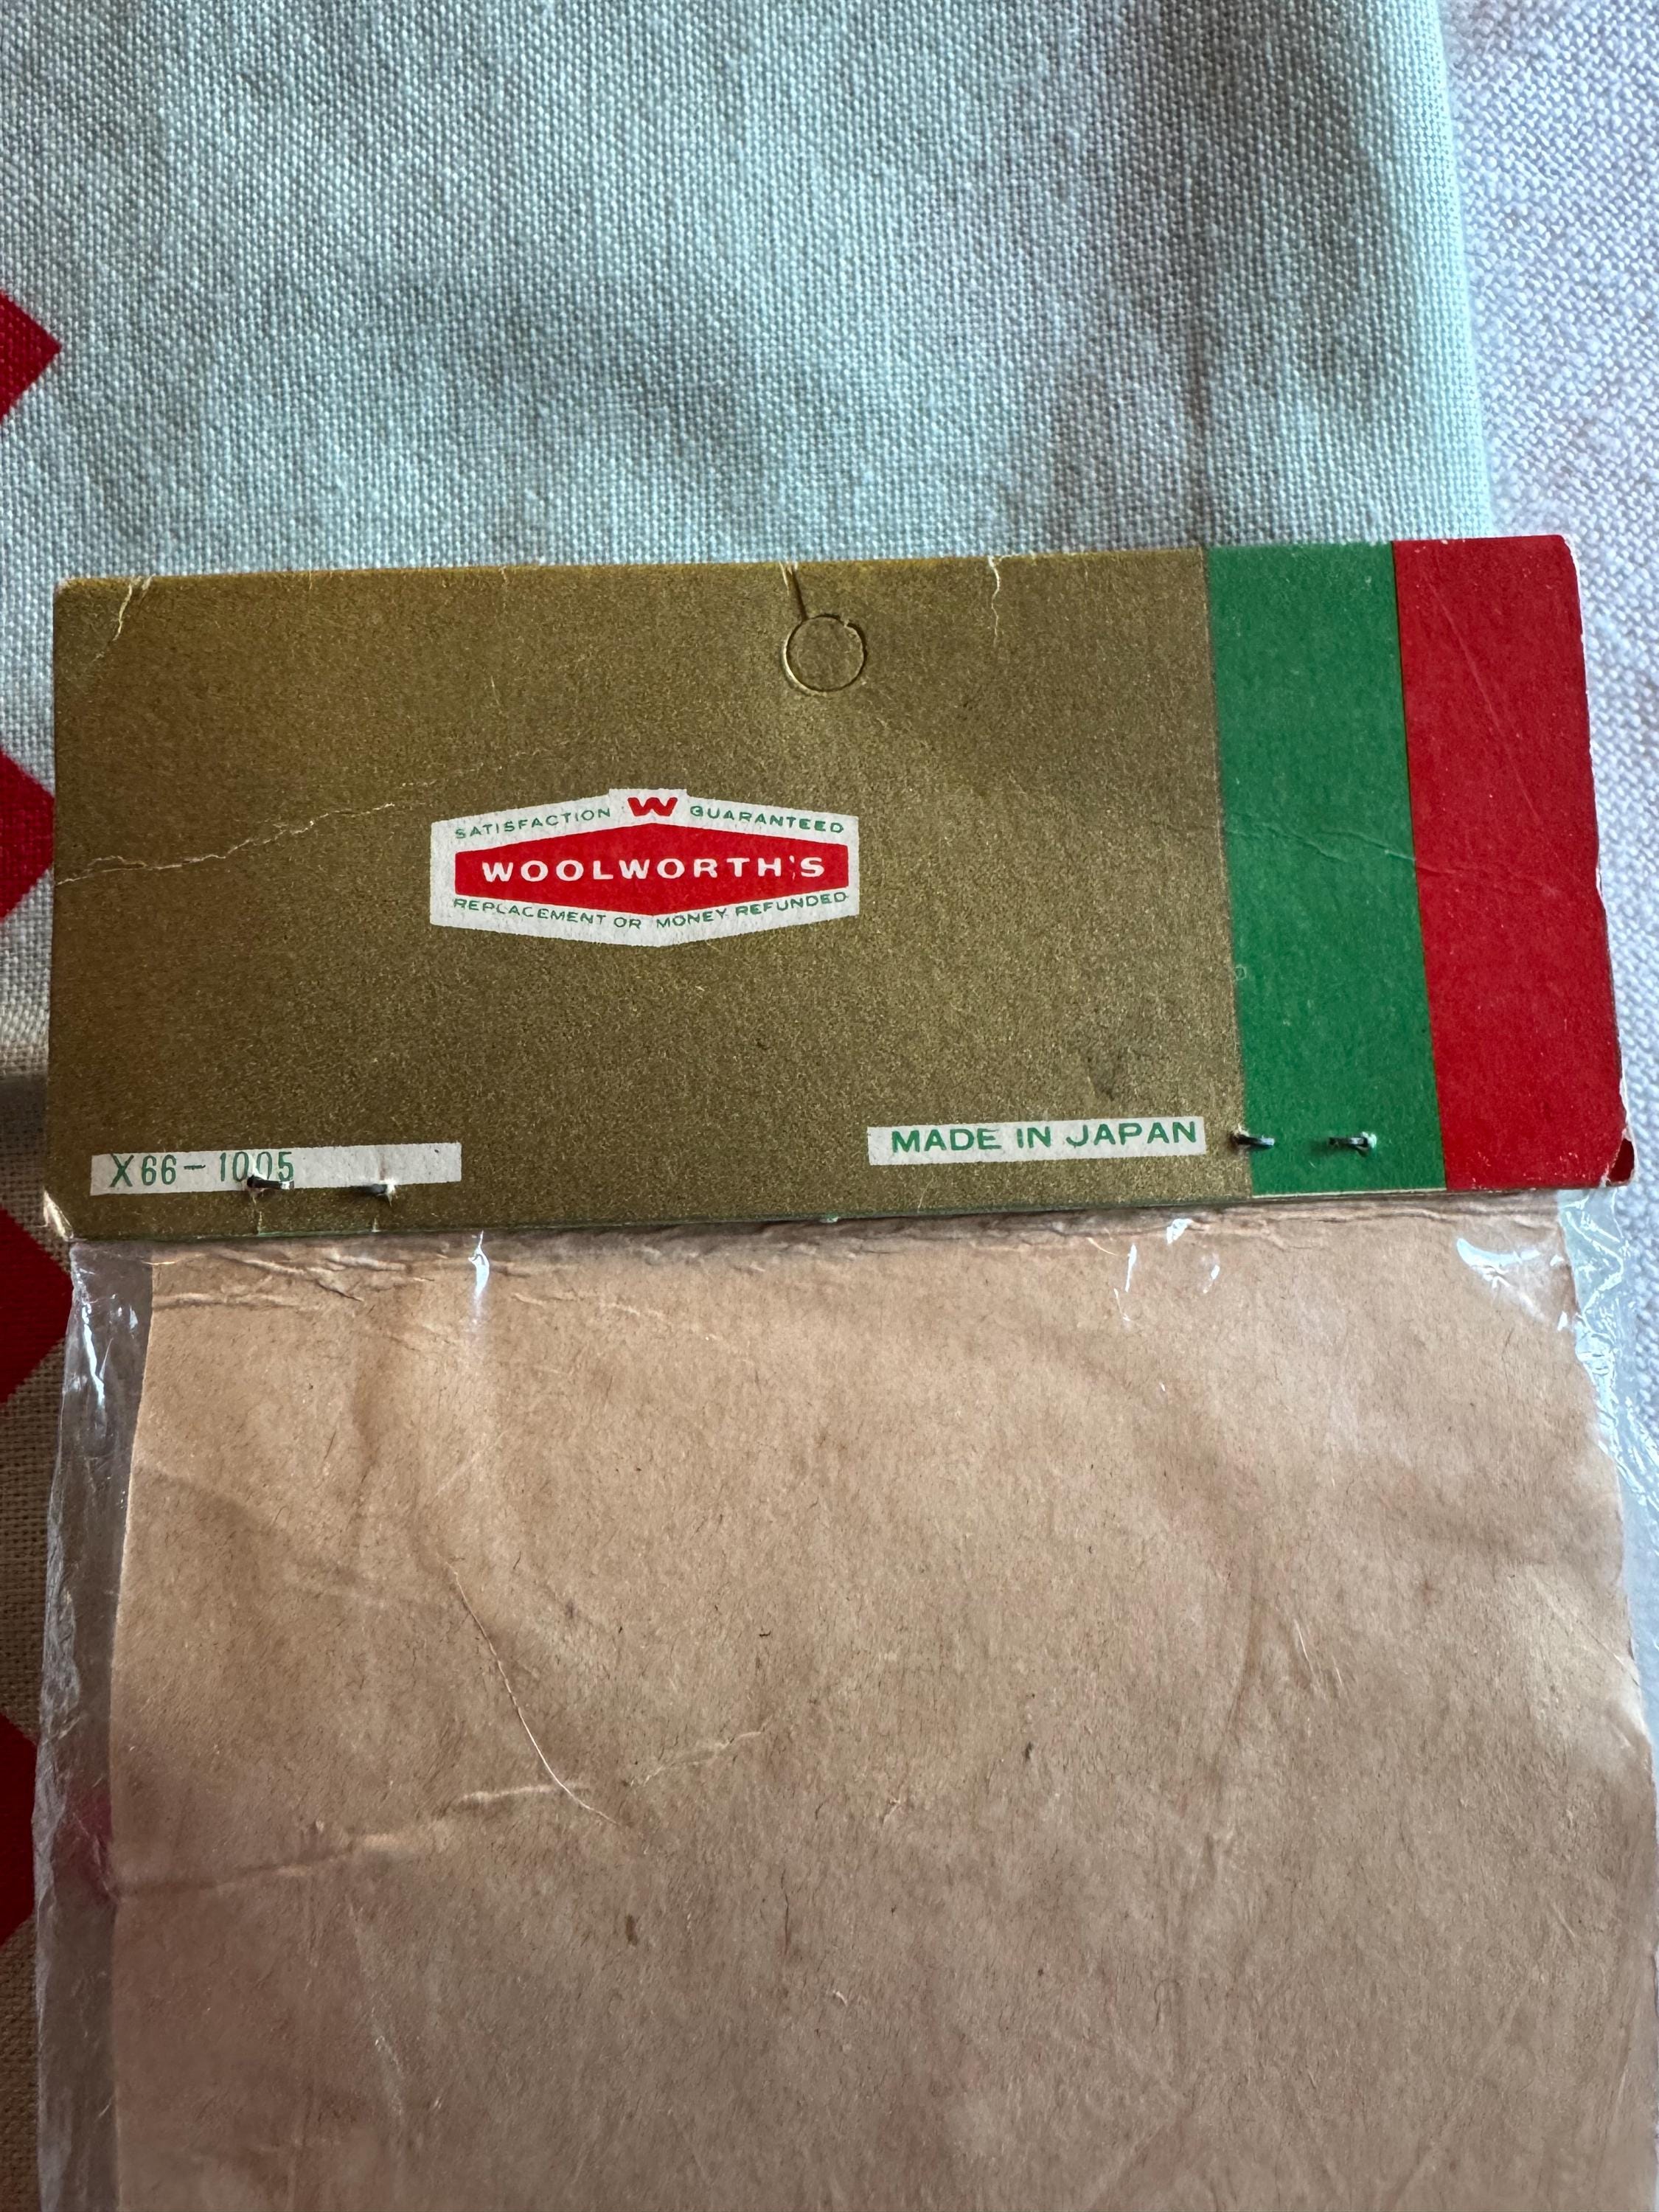 W
SATISFACTION GUARANTEED
WOOLWORTH'S
REPLACEMENT OR MONEY REFUNDED
MADE IN JAPAN
X66-1005